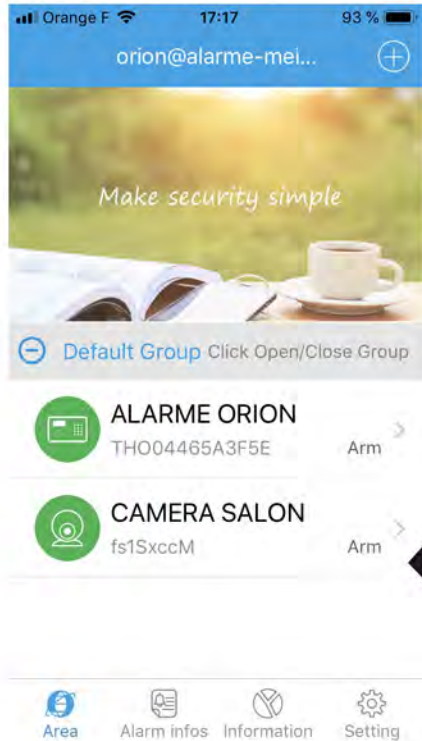 Orange F 17:17 93 %
orion@alarme-mei...
Make security simple
Default Group Click Open/Close Group
ALARME ORION
THO04465A3F5E Arm
CAMERA SALON
fs1SxccM Arm
Area Alarm infos Information Setting